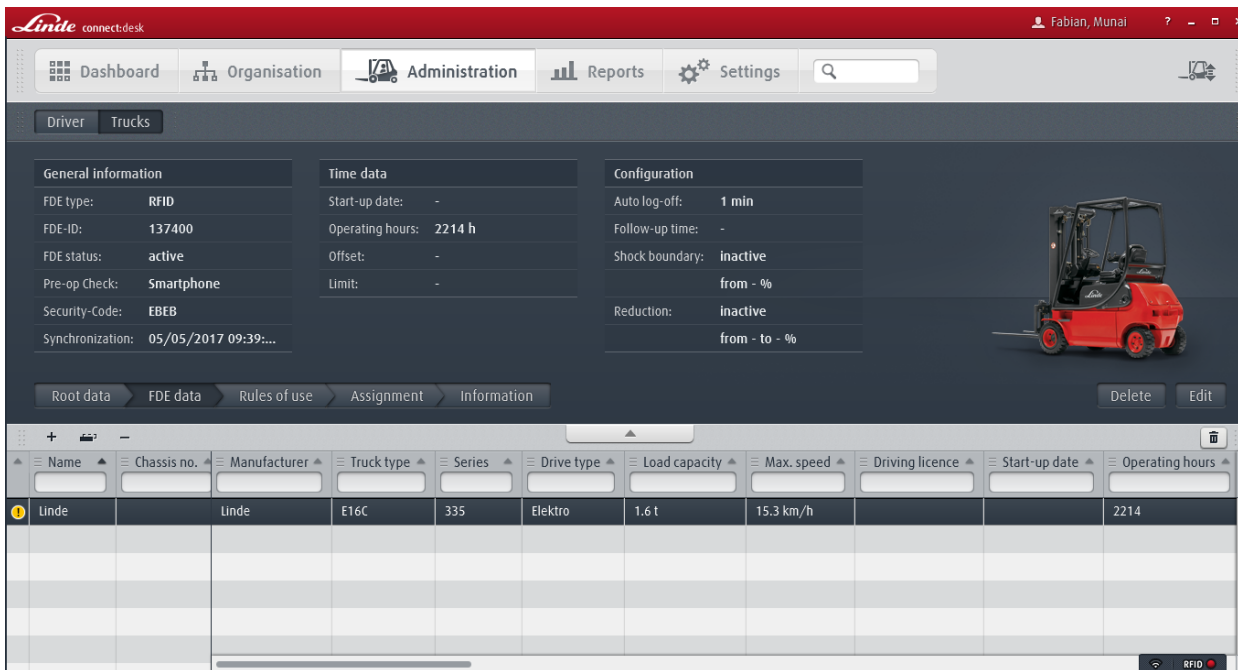 Linde connect:desk Fabian, Munai ?
Dashboard Organisation Administration Reports Settings
Driver Trucks
General information Time data Configuration
FDE type: RFID Start-up date: - Auto log-off: 1 min
FDE-ID: 137400 Operating hours: 2214 h Follow-up time: -
FDE status: active Offset: - Shock boundary: inactive
Pre-op Check: Smartphone Limit: - from - %
Security-Code: EBEB Reduction: inactive
Synchronization: 05/05/2017 09:39:... from - to - %
Linde
Root data FDE data Rules of use Assignment Information Delete Edit
Name Chassis no. Manufacturer Truck type Series Drive type Load capacity Max. speed Driving licence Start-up date Operating hours
Linde Linde E16C 335 Elektro 1.6 t 15.3 km/h 2214
RFID